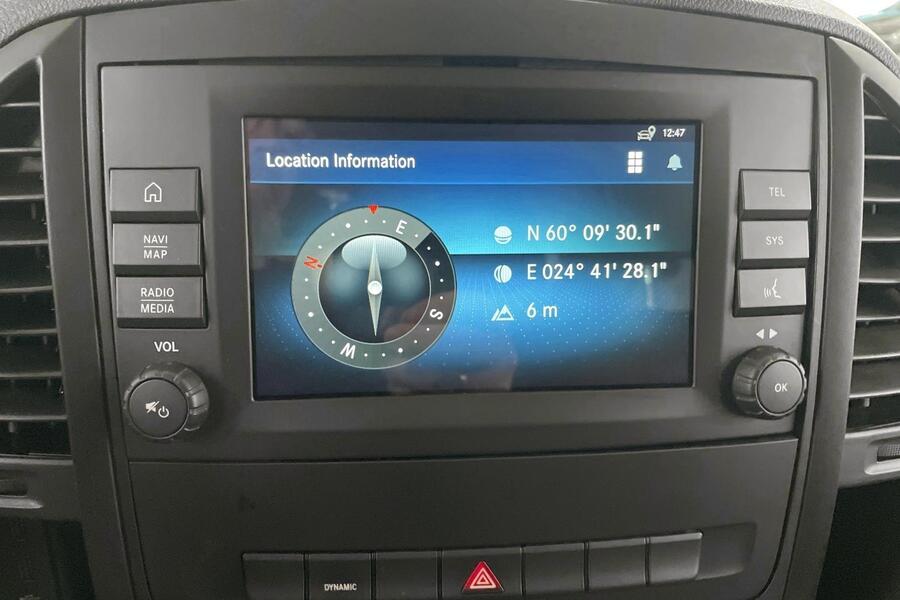 12:47
Location Information
N 60° 09' 30.1"
E 024° 41' 28.1"
6 m
N
E
S
W
NAVI
MAP
RADIO
MEDIA
VOL
TEL
SYS
OK
DYNAMIC